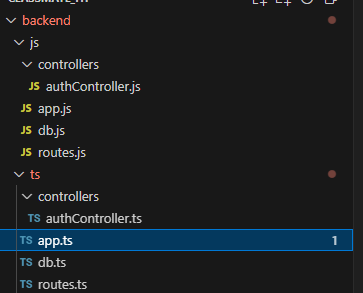 backend
js
controllers
JS authController.js
JS app.js
JS db.js
JS routes.js
ts
controllers
TS authController.ts
TS app.ts 1
TS db.ts
TS routes.ts